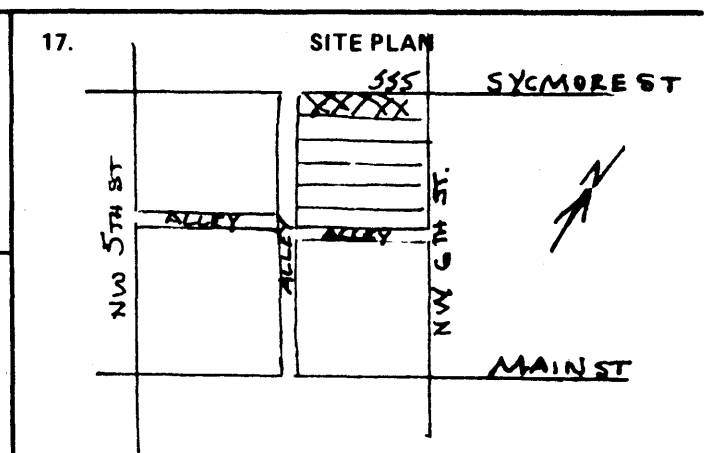 17. SITE PLAN
555
SYCMORE ST
NW 5TH ST
ALLEY
ALLEY
ALLEY
NW 6TH ST.
N
MAIN ST